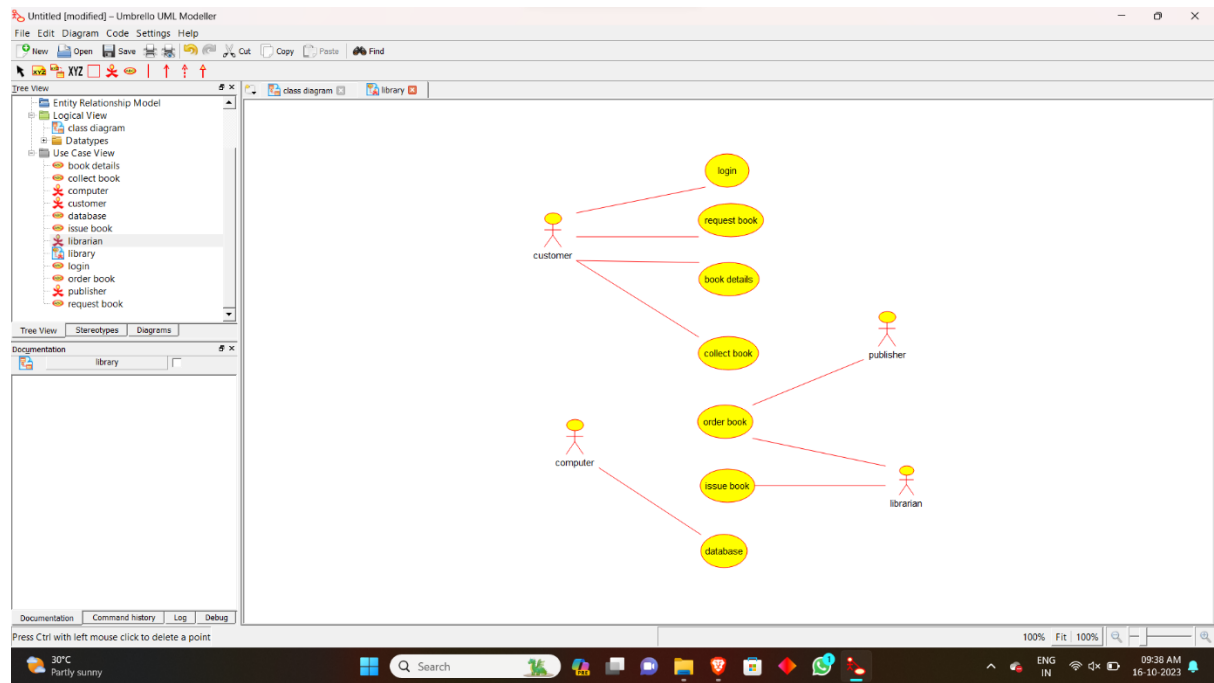 Untitled [modified] – Umbrello UML Modeller
File Edit Diagram Code Settings Help
New Open Save Cut Copy Paste Find
XYZ XYZ
Tree View
class diagram library
Entity Relationship Model
Logical View
class diagram
Datatypes
Use Case View
book details
collect book
computer
customer
database
issue book
librarian
library
login
order book
publisher
request book
Tree View Stereotypes Diagrams
Documentation
library
Documentation Command history Log Debug
login
request book
customer
book details
publisher
collect book
order book
computer
issue book
librarian
database
Press Ctrl with left mouse click to delete a point
100% Fit 100%
30°C
Partly sunny
Search
ENG
IN
09:38 AM
16-10-2023